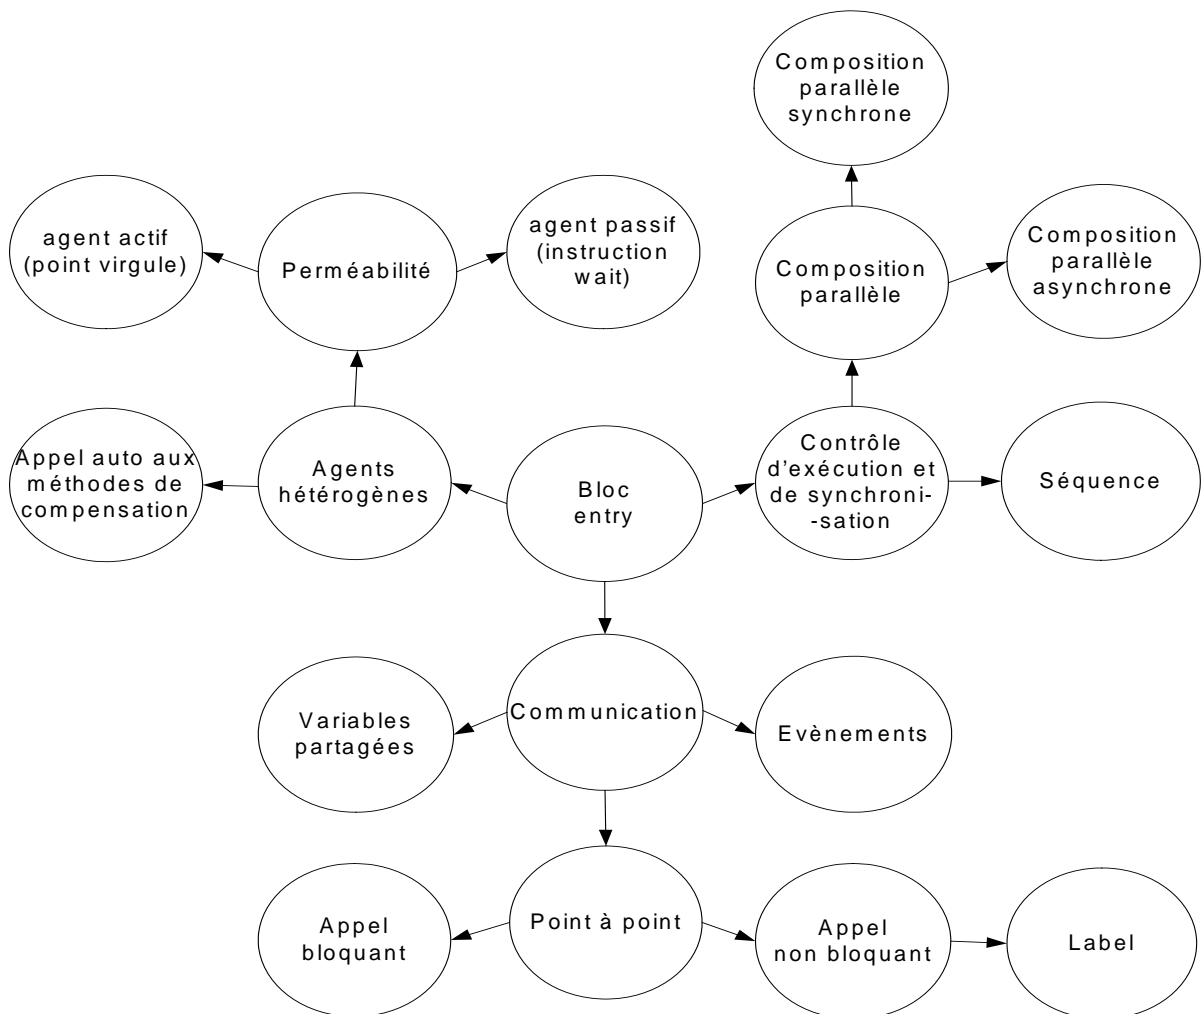 Composition
parallèle
synchrone
agent actif
(point virgule)
Perméabilité
agent passif
(instruction
wait)
Composition
parallèle
Composition
parallèle
asynchrone
Appel auto aux
méthodes de
compensation
Agents
hétérogènes
Bloc
entry
Contrôle
d'exécution et
de synchroni-
-sation
Séquence
Variables
partagées
Communication
Evènements
Appel
bloquant
Point à point
Appel
non bloquant
Label